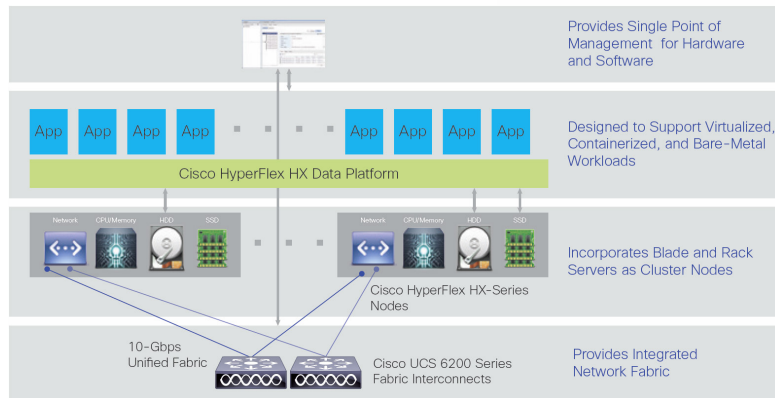 Provides Single Point of
Management for Hardware
and Software
App App App App App App App App
Cisco HyperFlex HX Data Platform
Designed to Support Virtualized,
Containerized, and Bare-Metal
Workloads
Network CPU/Memory HDD SSD Network CPU/Memory HDD SSD
Cisco HyperFlex HX-Series
Nodes
Incorporates Blade and Rack
Servers as Cluster Nodes
10-Gbps
Unified Fabric
Cisco UCS 6200 Series
Fabric Interconnects
Provides Integrated
Network Fabric